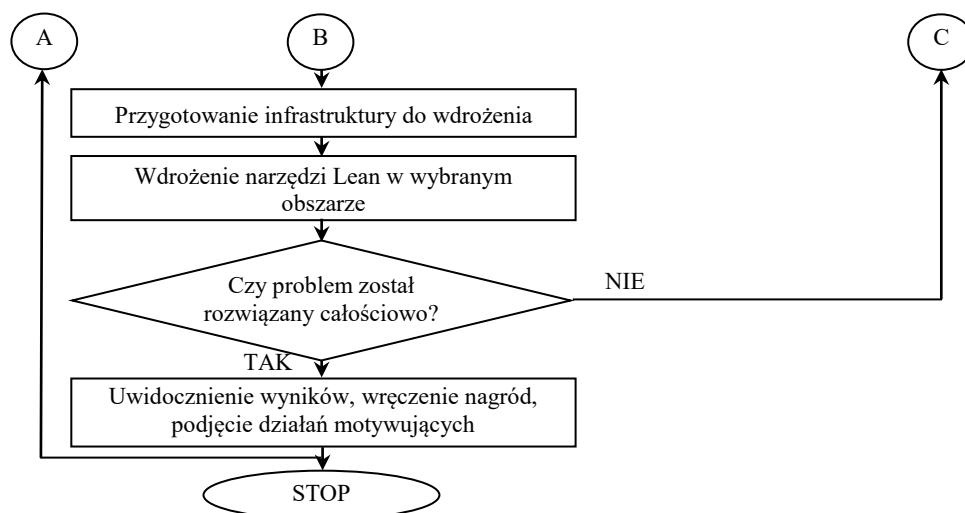 A
B
C
Przygotowanie infrastruktury do wdrożenia
Wdrożenie narzędzi Lean w wybranym
obszarze
Czy problem został
rozwiązany całościowo?
NIE
TAK
Uwidocznienie wyników, wręczenie nagród,
podjęcie działań motywujących
STOP